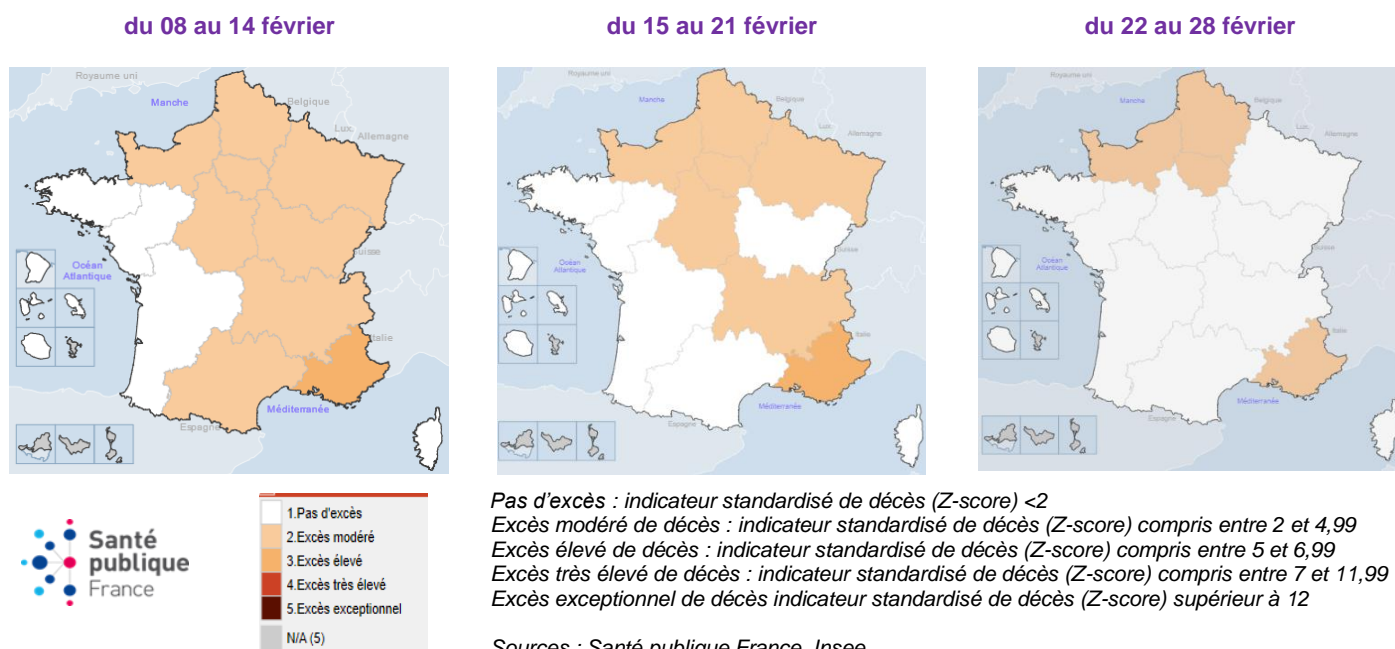 du 08 au 14 février
du 15 au 21 février
du 22 au 28 février
Royaume uni
Manche
Belgique
Lux.
Allemagne
Suisse
Océan
Atlantique
Italie
Méditerranée
Espagne
Royaume uni
Manche
Belgique
Lux.
Allemagne
Suisse
Océan
Atlantique
Italie
Méditerranée
Espagne
Royaume uni
Manche
Belgique
Lux.
Allemagne
Suisse
Océan
Atlantique
Italie
Méditerranée
Espagne
Santé
publique
France
1.Pas d'excès
2.Excès modéré
3.Excès élevé
4.Excès très élevé
5.Excès exceptionnel
N/A (5)
Pas d’excès : indicateur standardisé de décès (Z-score) <2
Excès modéré de décès : indicateur standardisé de décès (Z-score) compris entre 2 et 4,99
Excès élevé de décès : indicateur standardisé de décès (Z-score) compris entre 5 et 6,99
Excès très élevé de décès : indicateur standardisé de décès (Z-score) compris entre 7 et 11,99
Excès exceptionnel de décès indicateur standardisé de décès (Z-score) supérieur à 12
Sources : Santé publique France, Insee